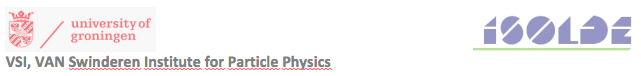 university of
groningen
ISOLDE
VSI, VAN Swinderen Institute for Particle Physics